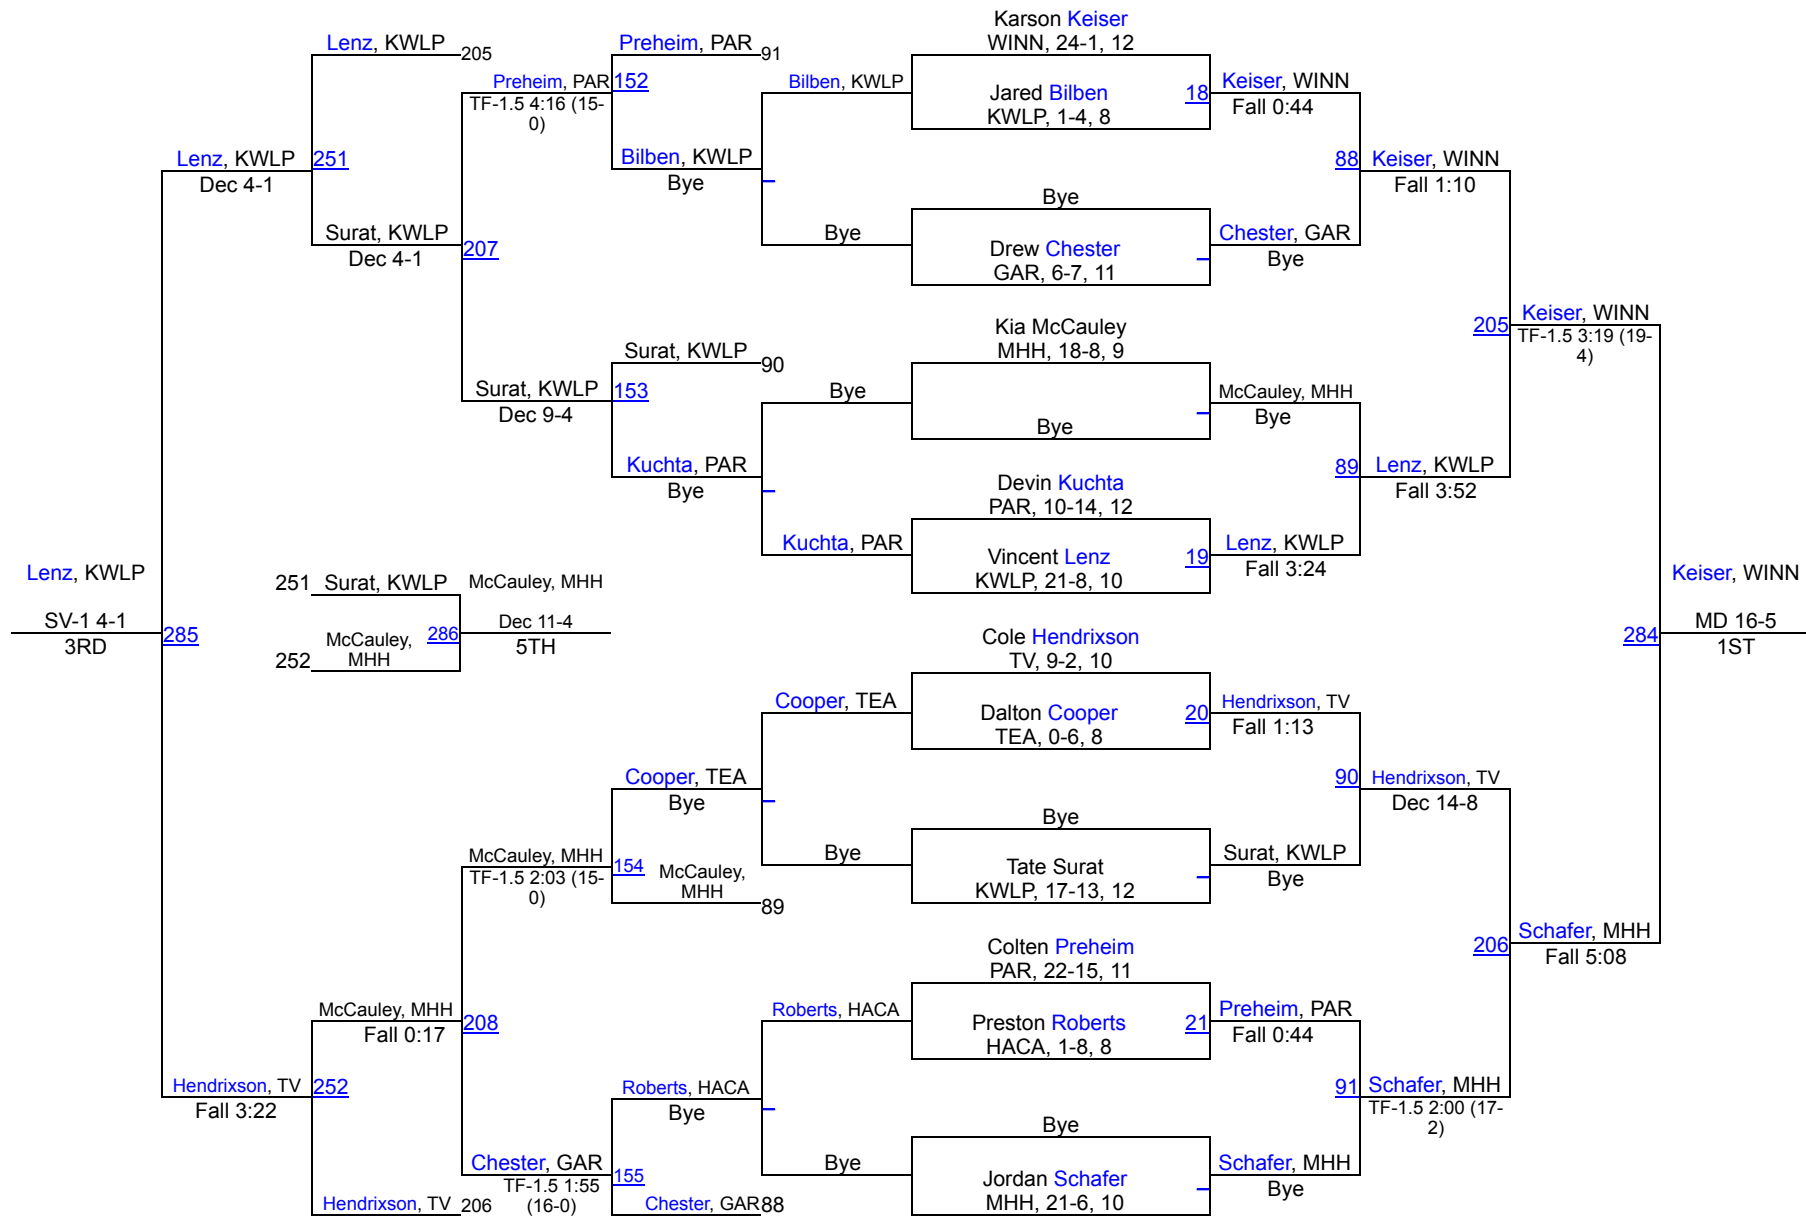 Karson Keiser
WINN, 24-1, 12
Lenz, KWLP
205
Preheim, PAR
91
Preheim, PAR
152
TF-1.5 4:16 (15-
0)
Bilben, KWLP
Jared Bilben
KWLP, 1-4, 8
18
Keiser, WINN
Fall 0:44
Lenz, KWLP
Dec 4-1
251
Bilben, KWLP
Bye
88
Keiser, WINN
Fall 1:10
Bye
Surat, KWLP
Dec 4-1
207
Bye
Drew Chester
GAR, 6-7, 11
Chester, GAR
Bye
Kia McCauley
MHH, 18-8, 9
205
Keiser, WINN
TF-1.5 3:19 (19-
4)
Surat, KWLP
90
Surat, KWLP
Dec 9-4
153
Bye
McCauley, MHH
Bye
Bye
Kuchta, PAR
Bye
Devin Kuchta
PAR, 10-14, 12
89
Lenz, KWLP
Fall 3:52
Kuchta, PAR
Vincent Lenz
KWLP, 21-8, 10
19
Lenz, KWLP
Fall 3:24
Lenz, KWLP
SV-1 4-1
3RD
285
251
Surat, KWLP
McCauley, MHH
286
Dec 11-4
5TH
252
McCauley,
MHH
Keiser, WINN
284
MD 16-5
1ST
Cole Hendrixson
TV, 9-2, 10
Cooper, TEA
Dalton Cooper
TEA, 0-6, 8
20
Hendrixson, TV
Fall 1:13
Cooper, TEA
Bye
90
Hendrixson, TV
Dec 14-8
Bye
McCauley, MHH
TF-1.5 2:03 (15-
0)
154
McCauley,
MHH
89
Bye
Tate Surat
KWLP, 17-13, 12
Surat, KWLP
Bye
Colten Preheim
PAR, 22-15, 11
206
Schafer, MHH
Fall 5:08
McCauley, MHH
Fall 0:17
208
Roberts, HACA
Preston Roberts
HACA, 1-8, 8
21
Preheim, PAR
Fall 0:44
Hendrixson, TV
Fall 3:22
252
Roberts, HACA
Bye
91
Schafer, MHH
TF-1.5 2:00 (17-
2)
Bye
Chester, GAR
TF-1.5 1:55
(16-0)
155
Bye
Jordan Schafer
MHH, 21-6, 10
Schafer, MHH
Bye
Hendrixson, TV
206
Chester, GAR
88